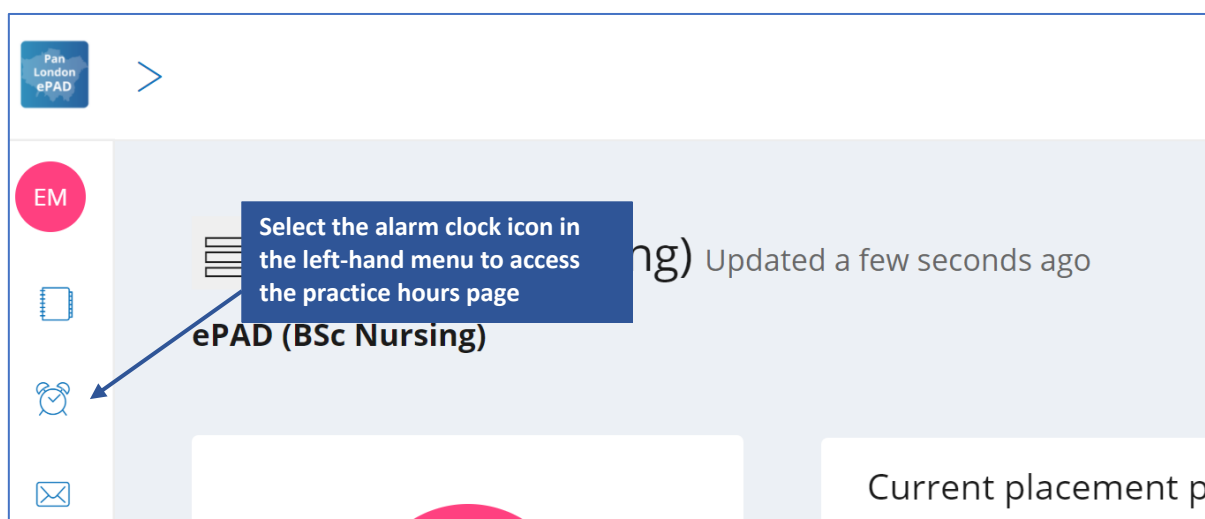 Pan
London
ePAD
EM
Select the alarm clock icon in
the left-hand menu to access
the practice hours page
ng) Updated a few seconds ago
ePAD (BSc Nursing)
Current placement p